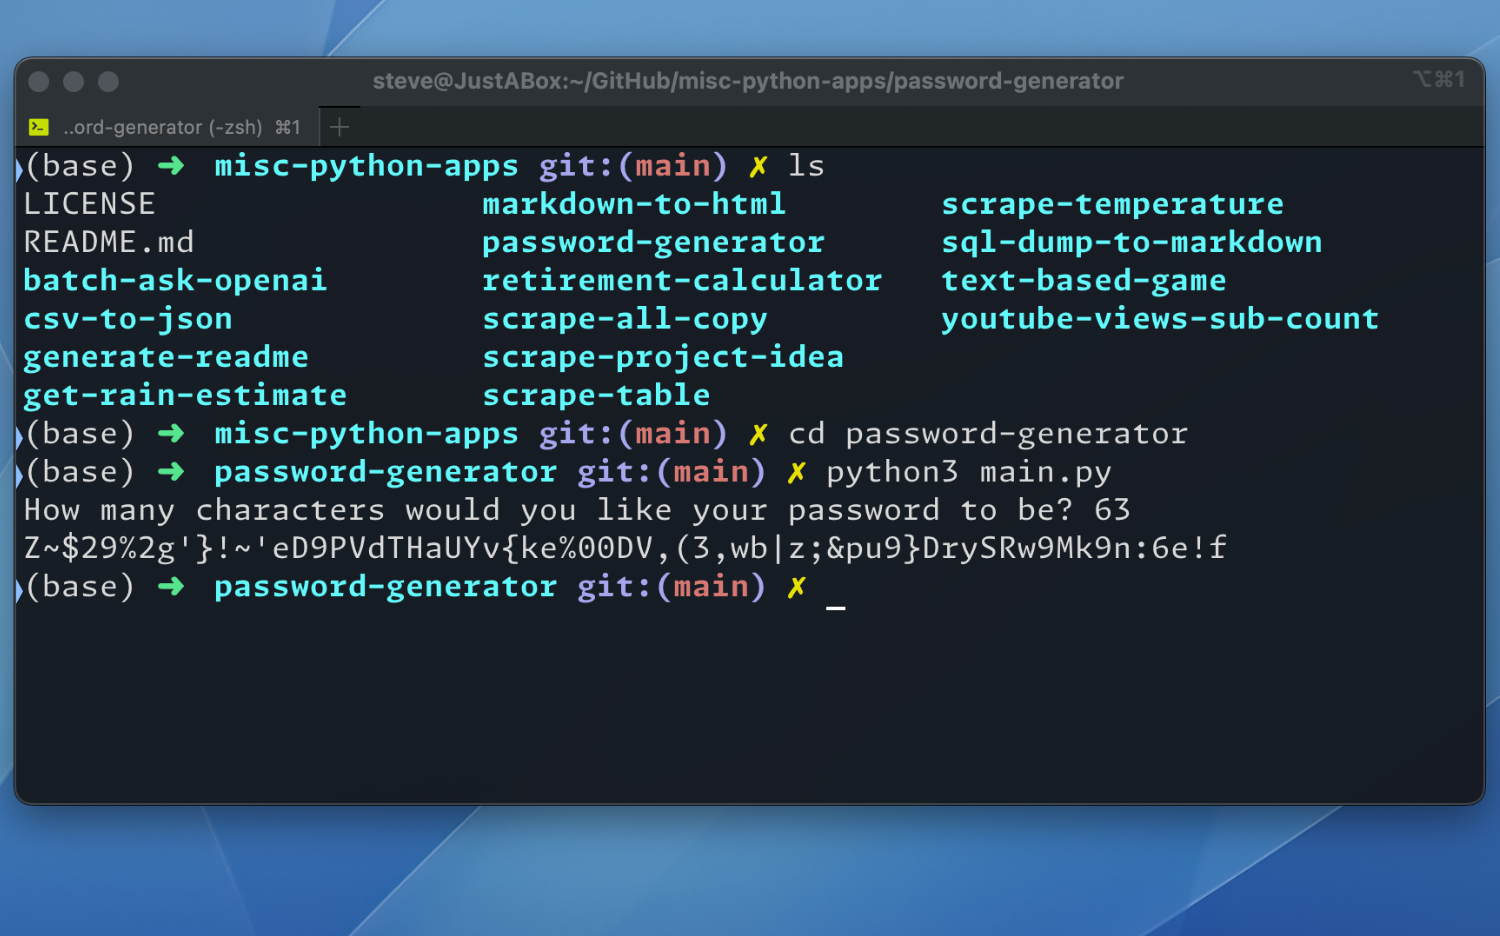 steve@JustABox:~/GitHub/misc-python-apps/password-generator ⌥⌘1
..ord-generator (-zsh) ⌘1
(base) ➜ misc-python-apps git:(main) ✗ ls
LICENSE markdown-to-html scrape-temperature
README.md password-generator sql-dump-to-markdown
batch-ask-openai retirement-calculator text-based-game
csv-to-json scrape-all-copy youtube-views-sub-count
generate-readme scrape-project-idea
get-rain-estimate scrape-table
(base) ➜ misc-python-apps git:(main) ✗ cd password-generator
(base) ➜ password-generator git:(main) ✗ python3 main.py
How many characters would you like your password to be? 63
Z~$29%2g'}!~'eD9PVdTHaUYv{ke%00DV,(3,wb|z;&pu9}DrySRw9Mk9n:6e!f
(base) ➜ password-generator git:(main) ✗ _